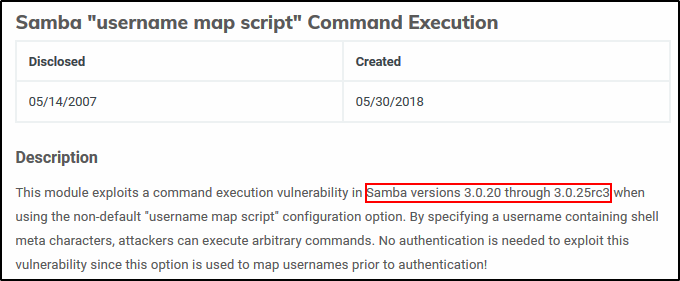 Samba "username map script" Command Execution
Disclosed
Created
05/14/2007
05/30/2018
Description
This module exploits a command execution vulnerability in Samba versions 3.0.20 through 3.0.25rc3 when
using the non-default "username map script" configuration option. By specifying a username containing shell
meta characters, attackers can execute arbitrary commands. No authentication is needed to exploit this
vulnerability since this option is used to map usernames prior to authentication!